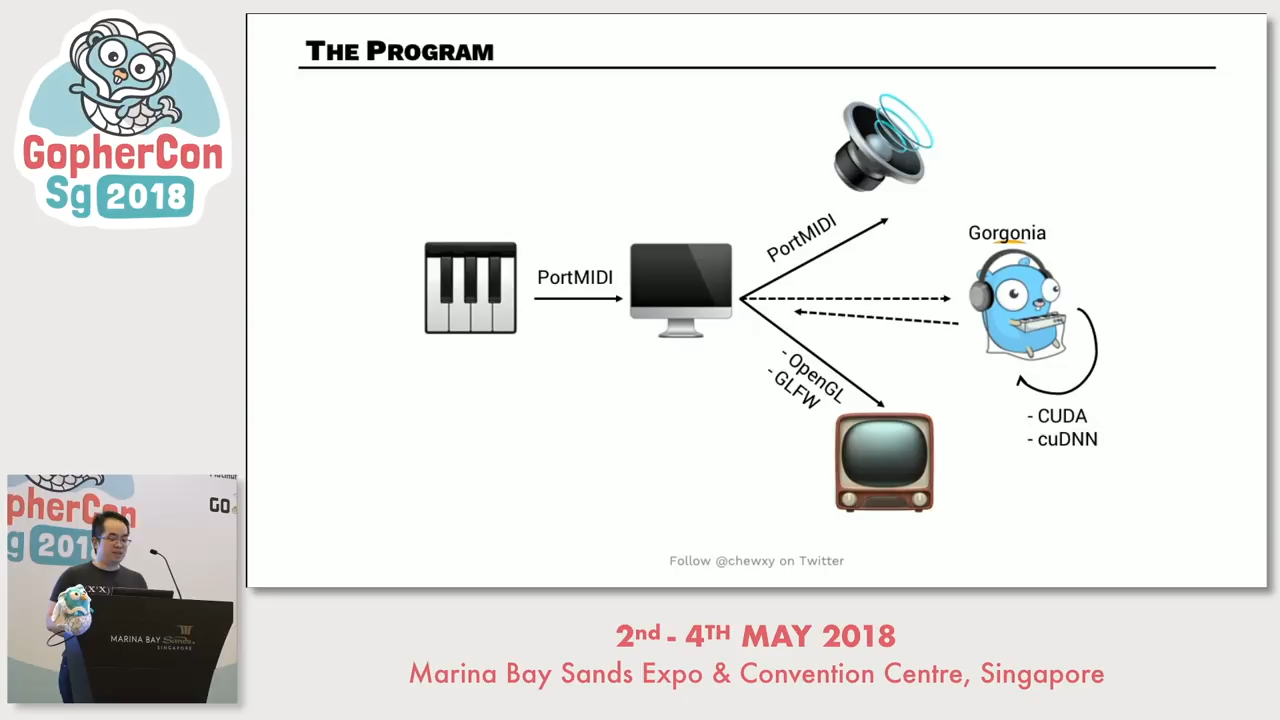 GopherCon
Sg 2018
THE PROGRAM
PortMIDI
PortMIDI
Gorgonia
- OpenGL
- GLFW
- CUDA
- cuDNN
Follow @chewxy on Twitter
pherCon
g 201
GO
MARINA BAY Sands
SINGAPORE
2nd - 4TH MAY 2018
Marina Bay Sands Expo & Convention Centre, Singapore